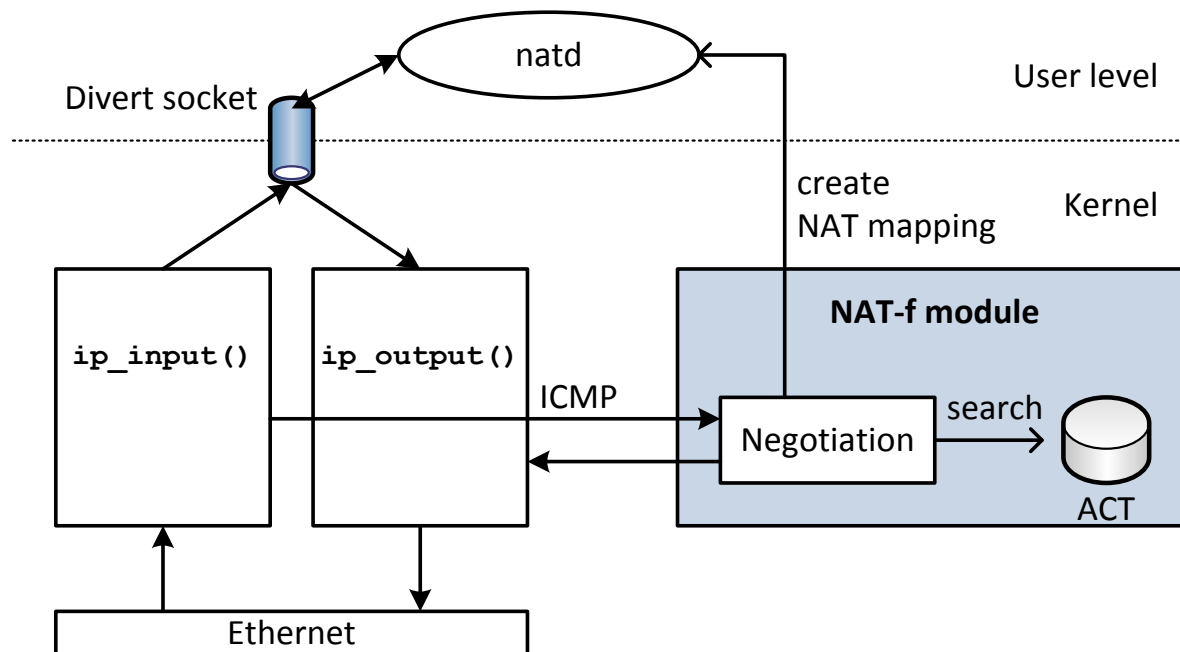 natd
User level
Divert socket
create
NAT mapping
Kernel
NAT-f module
ip_input()
ip_output()
ICMP
search
Negotiation
ACT
Ethernet